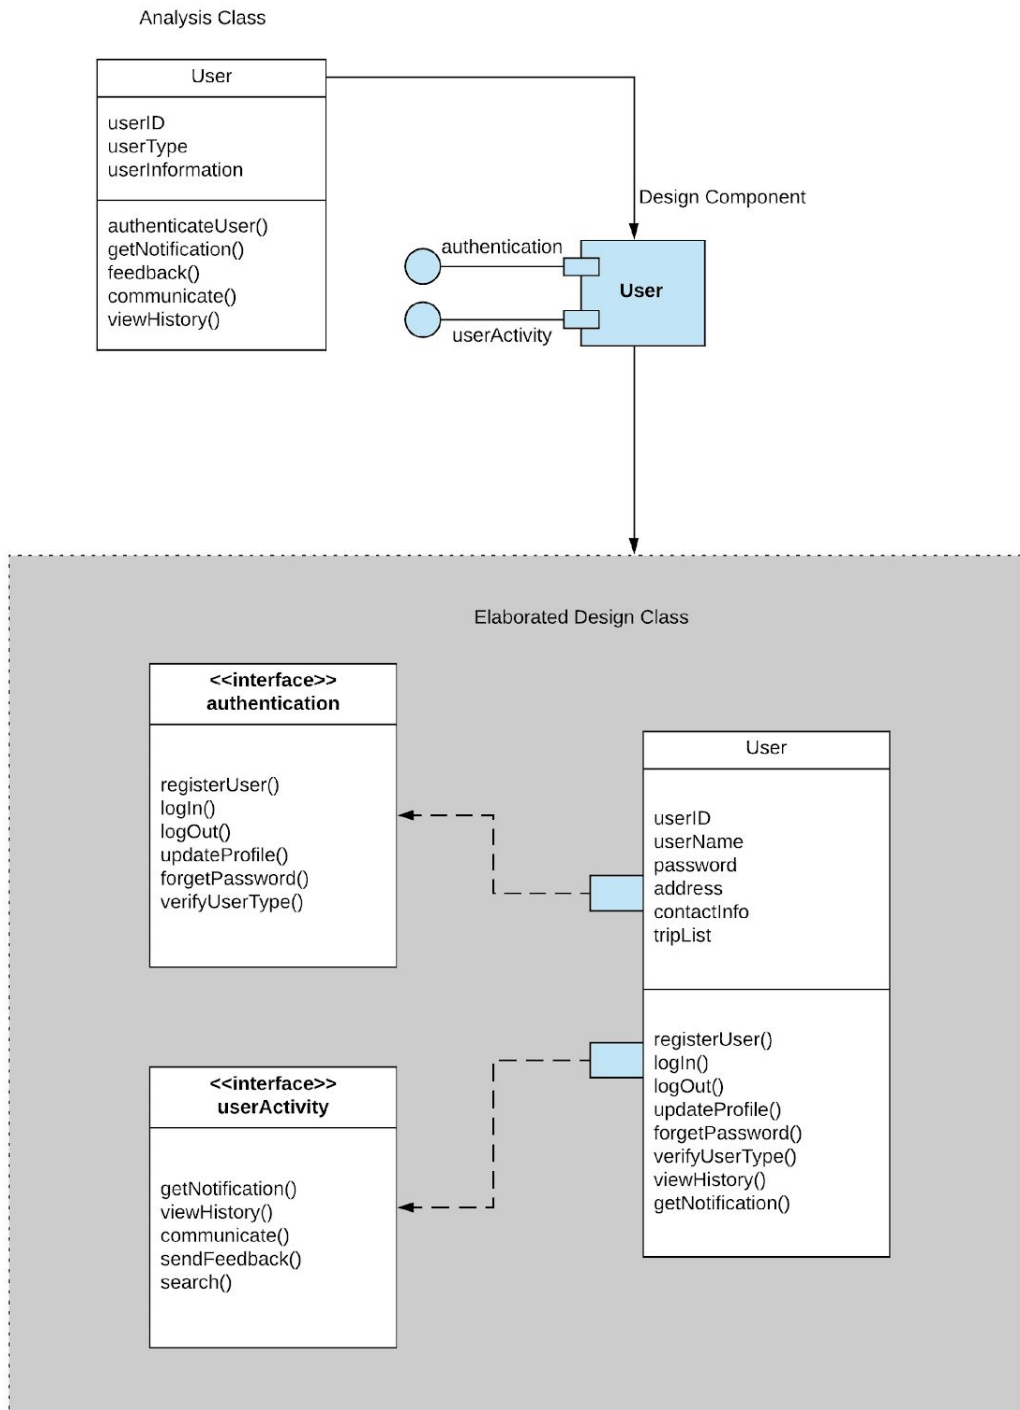 Analysis Class
User
userID
userType
userInformation
authenticateUser()
getNotification()
feedback()
communicate()
viewHistory()
Design Component
authentication
User
userActivity
Elaborated Design Class
<<interface>>
authentication
registerUser()
logIn()
logOut()
updateProfile()
forgetPassword()
verifyUserType()
User
userID
userName
password
address
contactInfo
tripList
registerUser()
logIn()
logOut()
updateProfile()
forgetPassword()
verifyUserType()
viewHistory()
getNotification()
<<interface>>
userActivity
getNotification()
viewHistory()
communicate()
sendFeedback()
search()